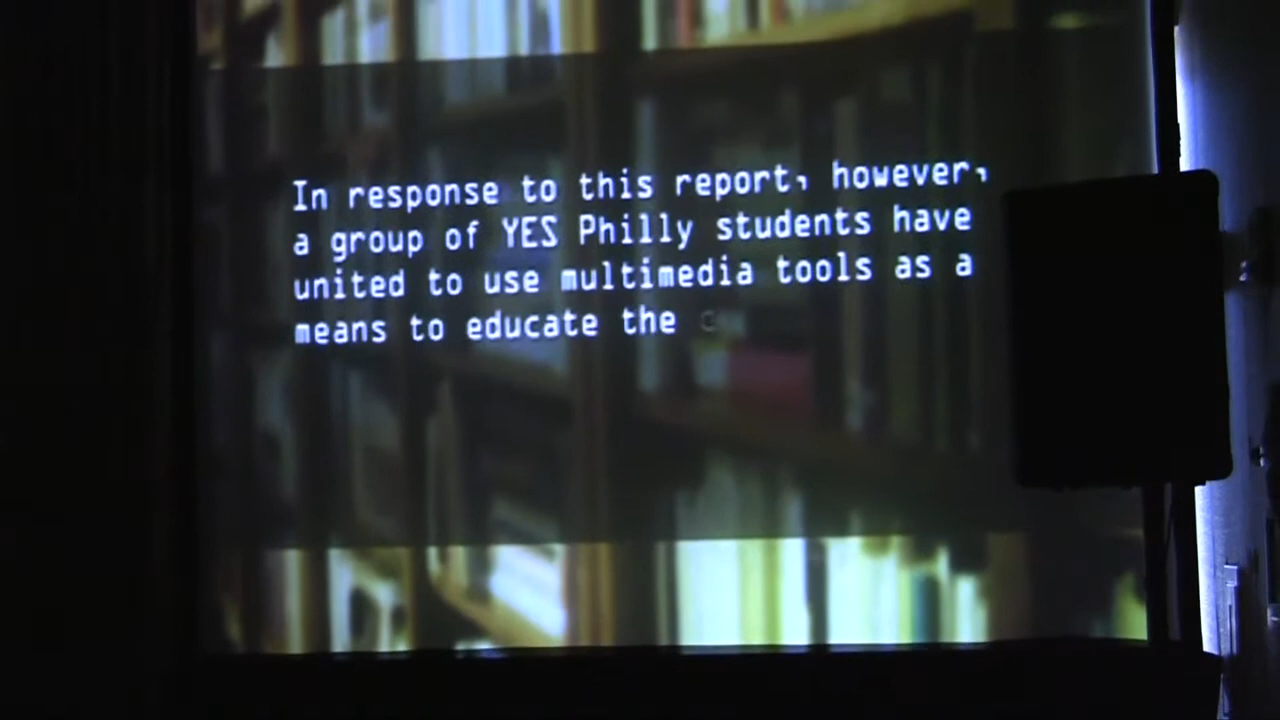 In response to this report, however,
a group of YES Philly students have
united to use multimedia tools as a
means to educate the